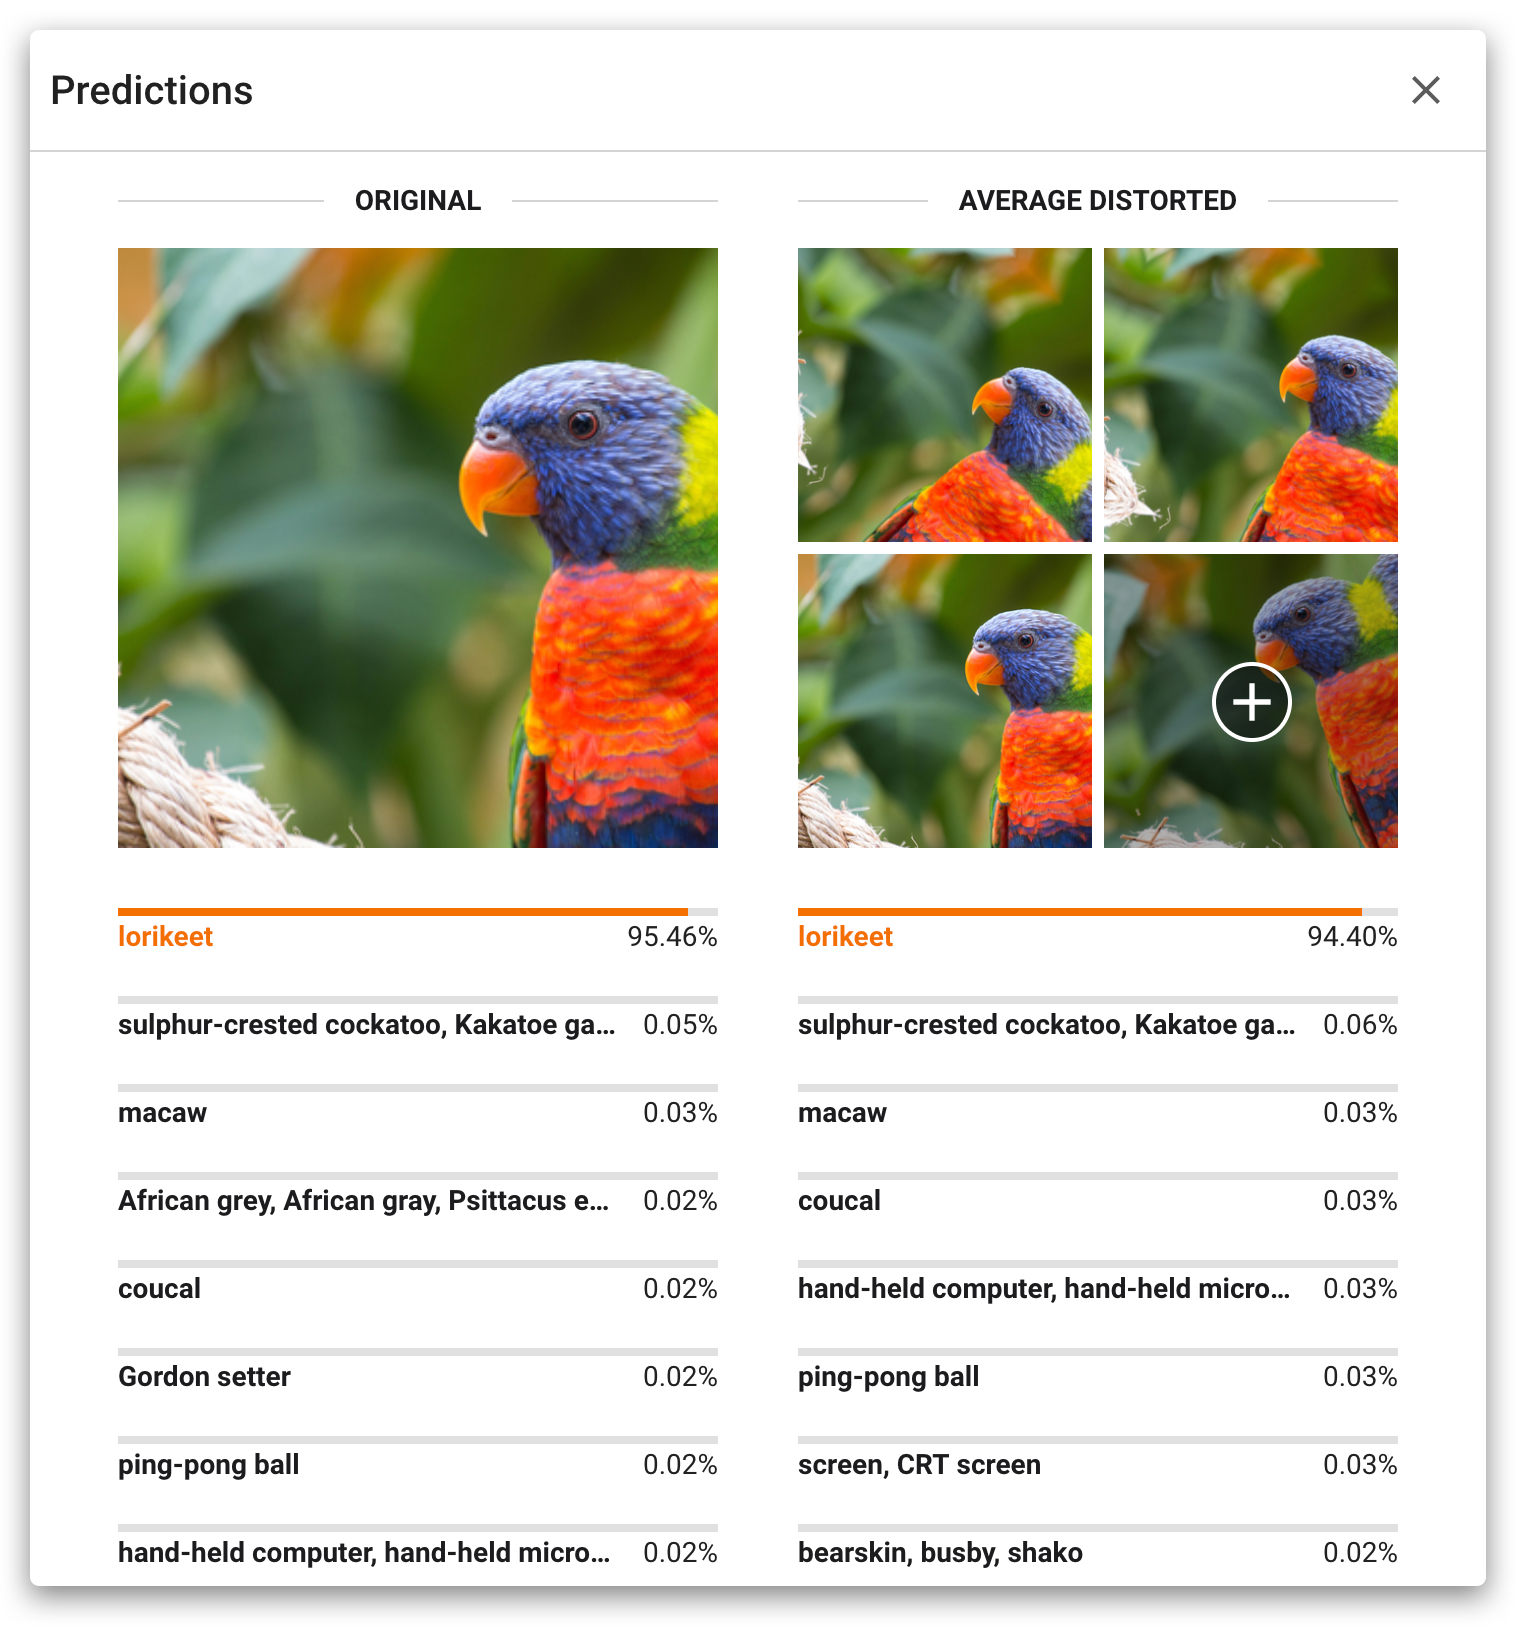 Predictions
ORIGINAL
AVERAGE DISTORTED
lorikeet 95.46%
sulphur-crested cockatoo, Kakatoe ga... 0.05%
macaw 0.03%
African grey, African gray, Psittacus e... 0.02%
coucal 0.02%
Gordon setter 0.02%
ping-pong ball 0.02%
hand-held computer, hand-held micro... 0.02%
lorikeet 94.40%
sulphur-crested cockatoo, Kakatoe ga... 0.06%
macaw 0.03%
coucal 0.03%
hand-held computer, hand-held micro... 0.03%
ping-pong ball 0.03%
screen, CRT screen 0.03%
bearskin, busby, shako 0.02%